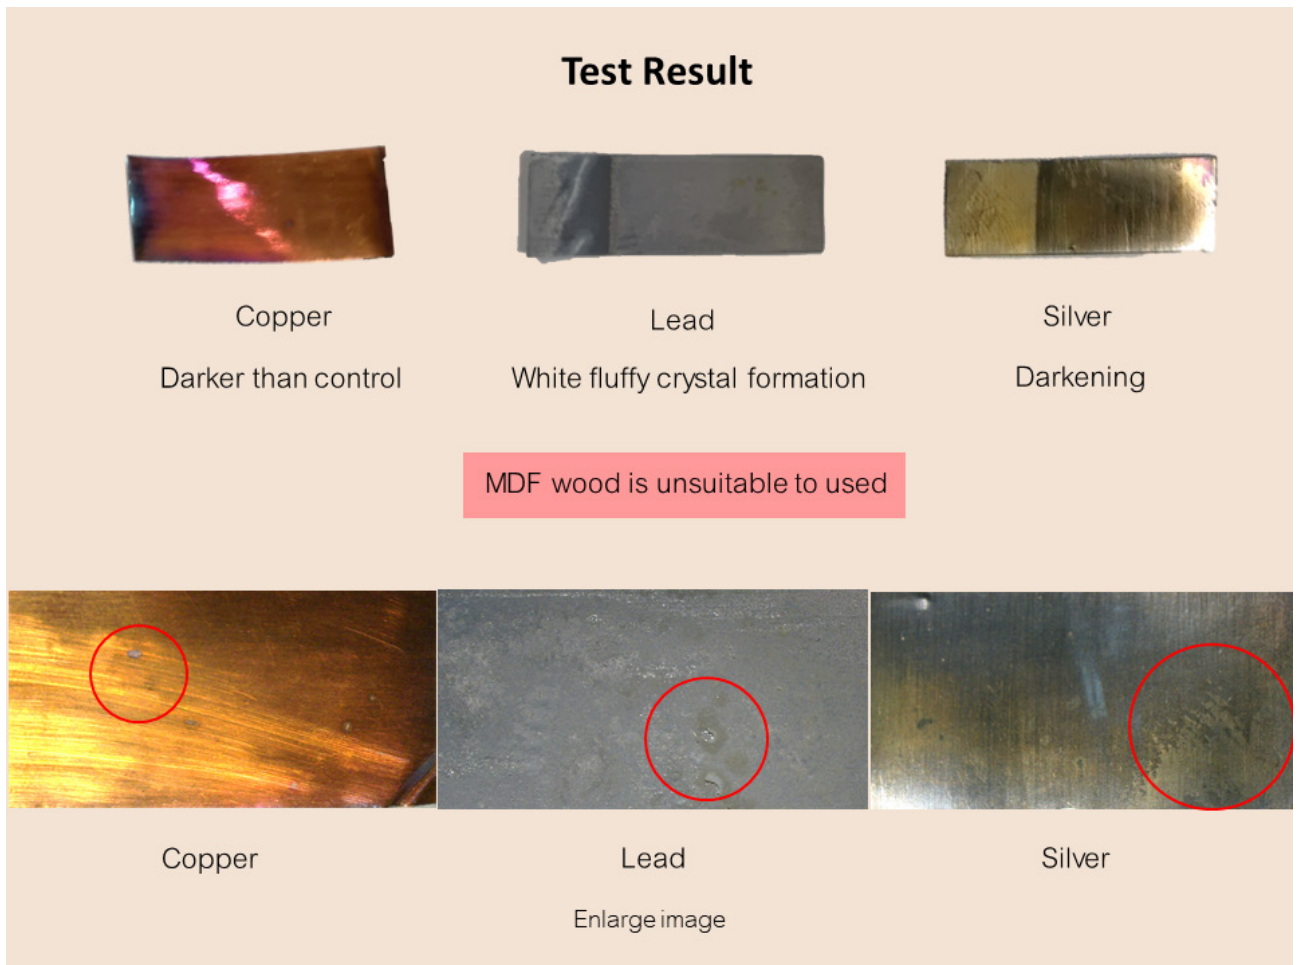 Test Result
Copper
Lead
Silver
Darker than control
White fluffy crystal formation
Darkening
MDF wood is unsuitable to used
Copper
Lead
Silver
Enlarge image